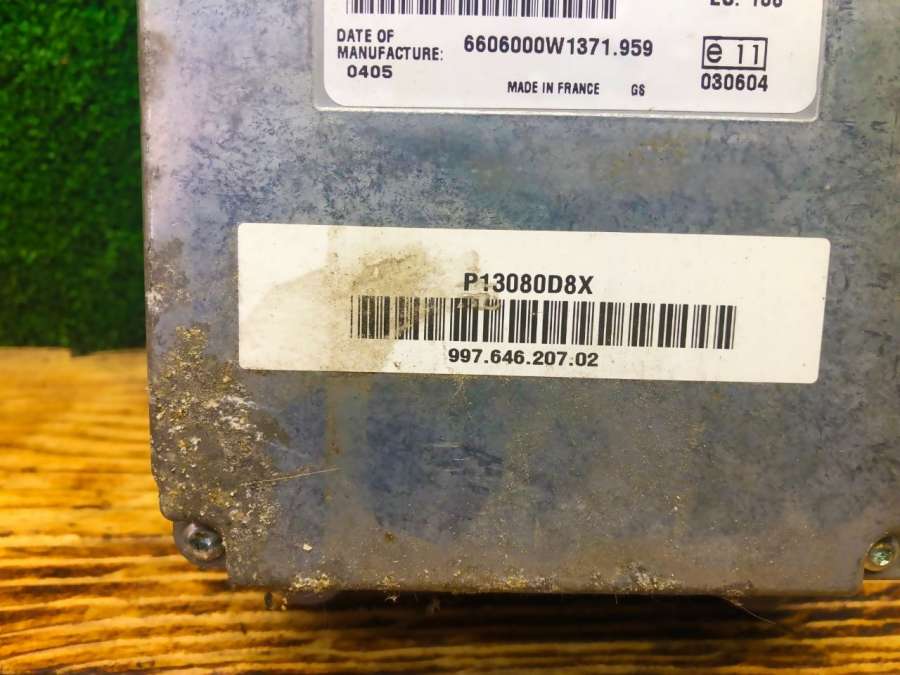 DATE OF
MANUFACTURE:
0405
6606000W1371.959
MADE IN FRANCE GS
e 11
030604
P13080D8X
997.646.207.02